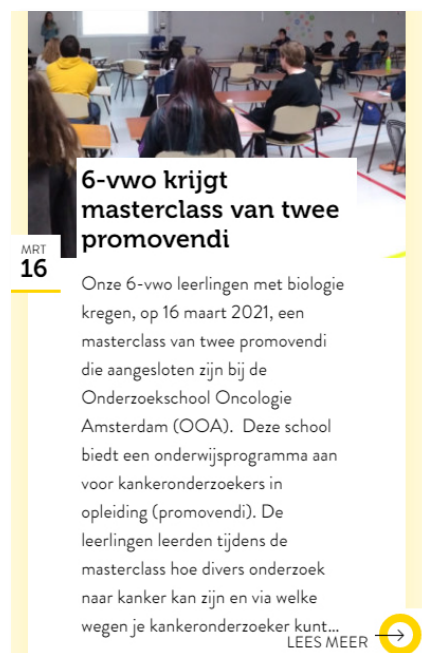 6-vwo krijgt
masterclass van twee
promovendi
MRT
16
Onze 6-vwo leerlingen met biologie
kregen, op 16 maart 2021, een
masterclass van twee promovendi
die aangesloten zijn bij de
Onderzoekschool Oncologie
Amsterdam (OOA).  Deze school
biedt een onderwijsprogramma aan
voor kankeronderzoekers in
opleiding (promovendi). De
leerlingen leerden tijdens de
masterclass hoe divers onderzoek
naar kanker kan zijn en via welke
wegen je kankeronderzoeker kunt...
LEES MEER